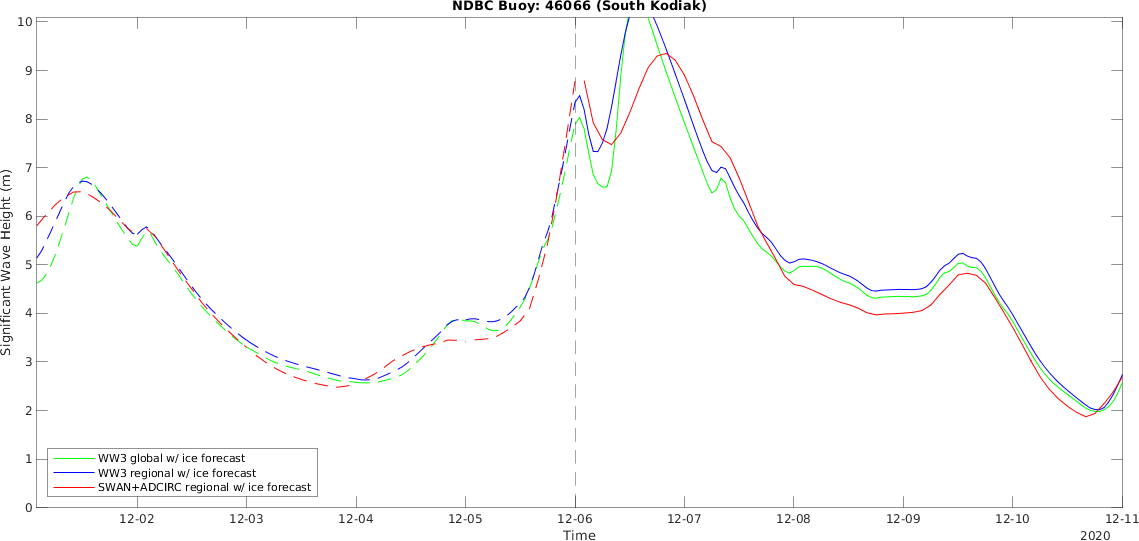 NDBC Buoy: 46066 (South Kodiak)
10
9
8
7
6
5
4
3
2
1
0
Significant Wave Height (m)
WW3 global w/ ice forecast
WW3 regional w/ ice forecast
SWAN+ADCIRC regional w/ ice forecast
12-02 12-03 12-04 12-05 12-06 12-07 12-08 12-09 12-10 12-11
Time
2020